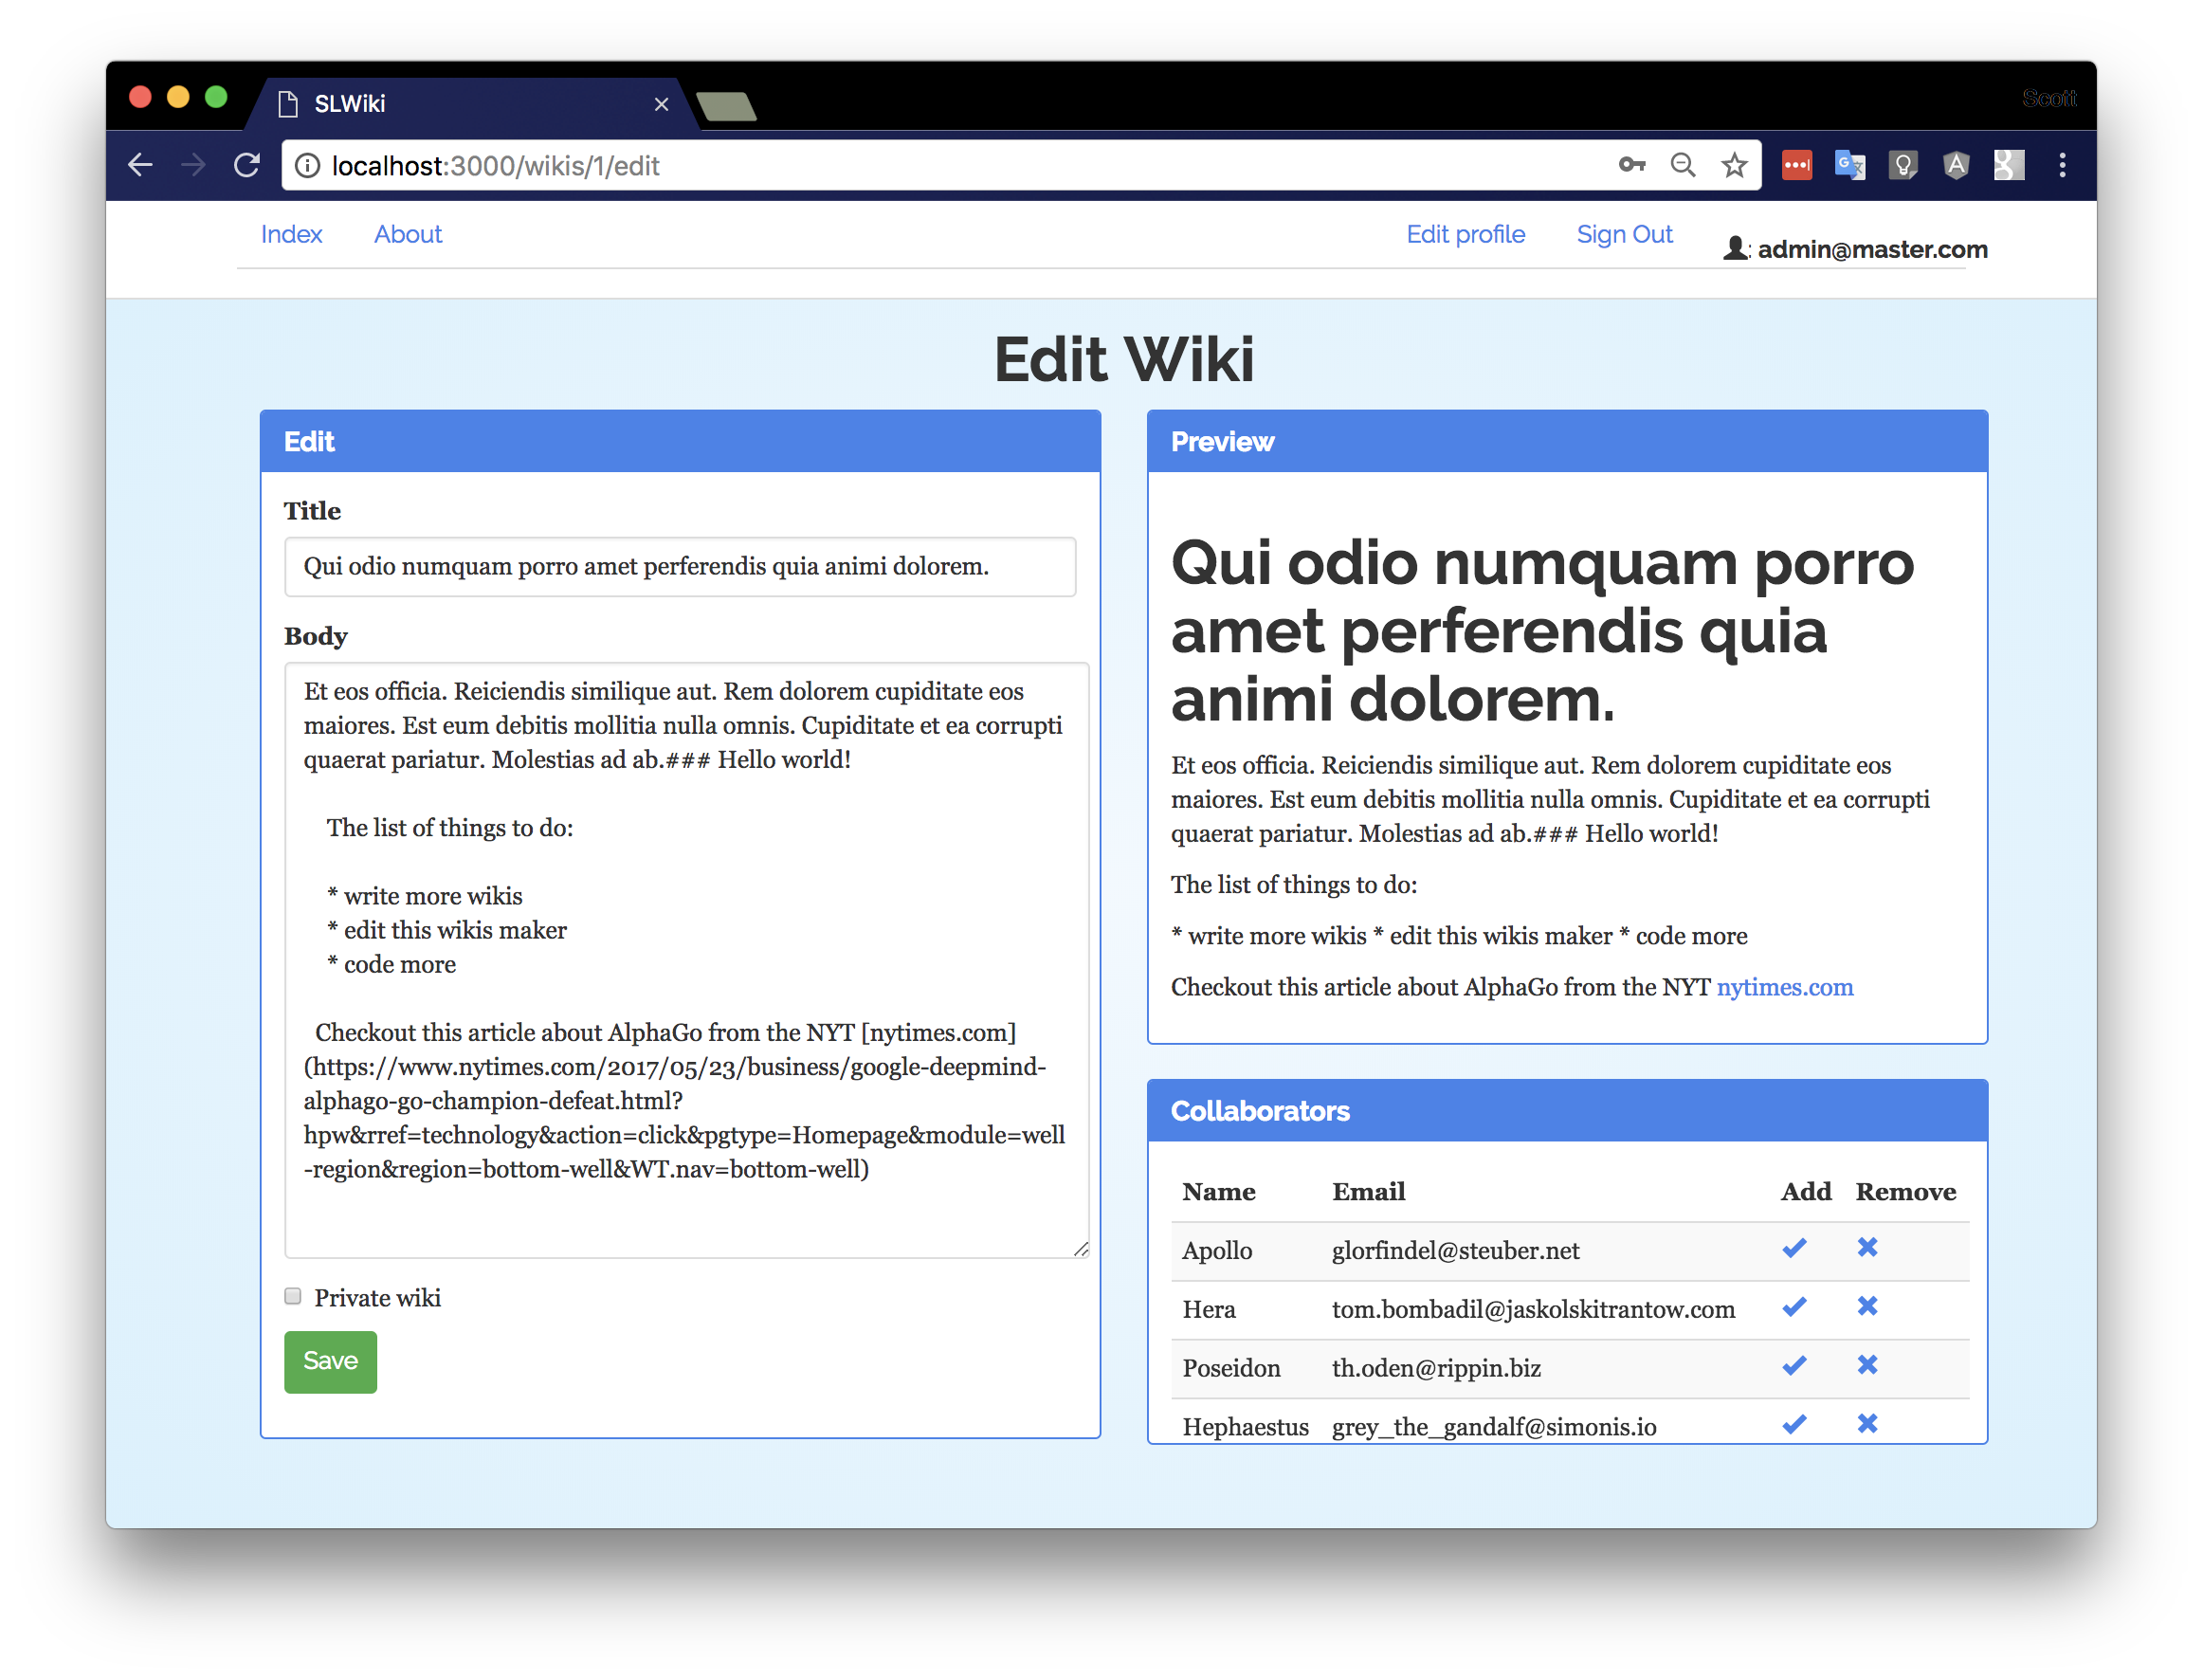 SLWiki
Scott
localhost:3000/wikis/1/edit
Index About Edit profile Sign Out : admin@master.com
Edit Wiki
Edit
Title
Qui odio numquam porro amet perferendis quia animi dolorem.
Body
Et eos officia. Reiciendis similique aut. Rem dolorem cupiditate eos
maiores. Est eum debitis mollitia nulla omnis. Cupiditate et ea corrupti
quaerat pariatur. Molestias ad ab.### Hello world!
The list of things to do:
* write more wikis
* edit this wikis maker
* code more
Checkout this article about AlphaGo from the NYT [nytimes.com]
(https://www.nytimes.com/2017/05/23/business/google-deepmind-
alphago-go-champion-defeat.html?
hpw&rref=technology&action=click&pgtype=Homepage&module=well
-region&region=bottom-well&WT.nav=bottom-well)
Private wiki
Save
Preview
Qui odio numquam porro
amet perferendis quia
animi dolorem.
Et eos officia. Reiciendis similique aut. Rem dolorem cupiditate eos
maiores. Est eum debitis mollitia nulla omnis. Cupiditate et ea corrupti
quaerat pariatur. Molestias ad ab.### Hello world!
The list of things to do:
* write more wikis * edit this wikis maker * code more
Checkout this article about AlphaGo from the NYT nytimes.com
Collaborators
Name Email Add Remove
Apollo glorfindel@steuber.net
Hera tom.bombadil@jaskolskitrantow.com
Poseidon th.oden@rippin.biz
Hephaestus grey_the_gandalf@simonis.io